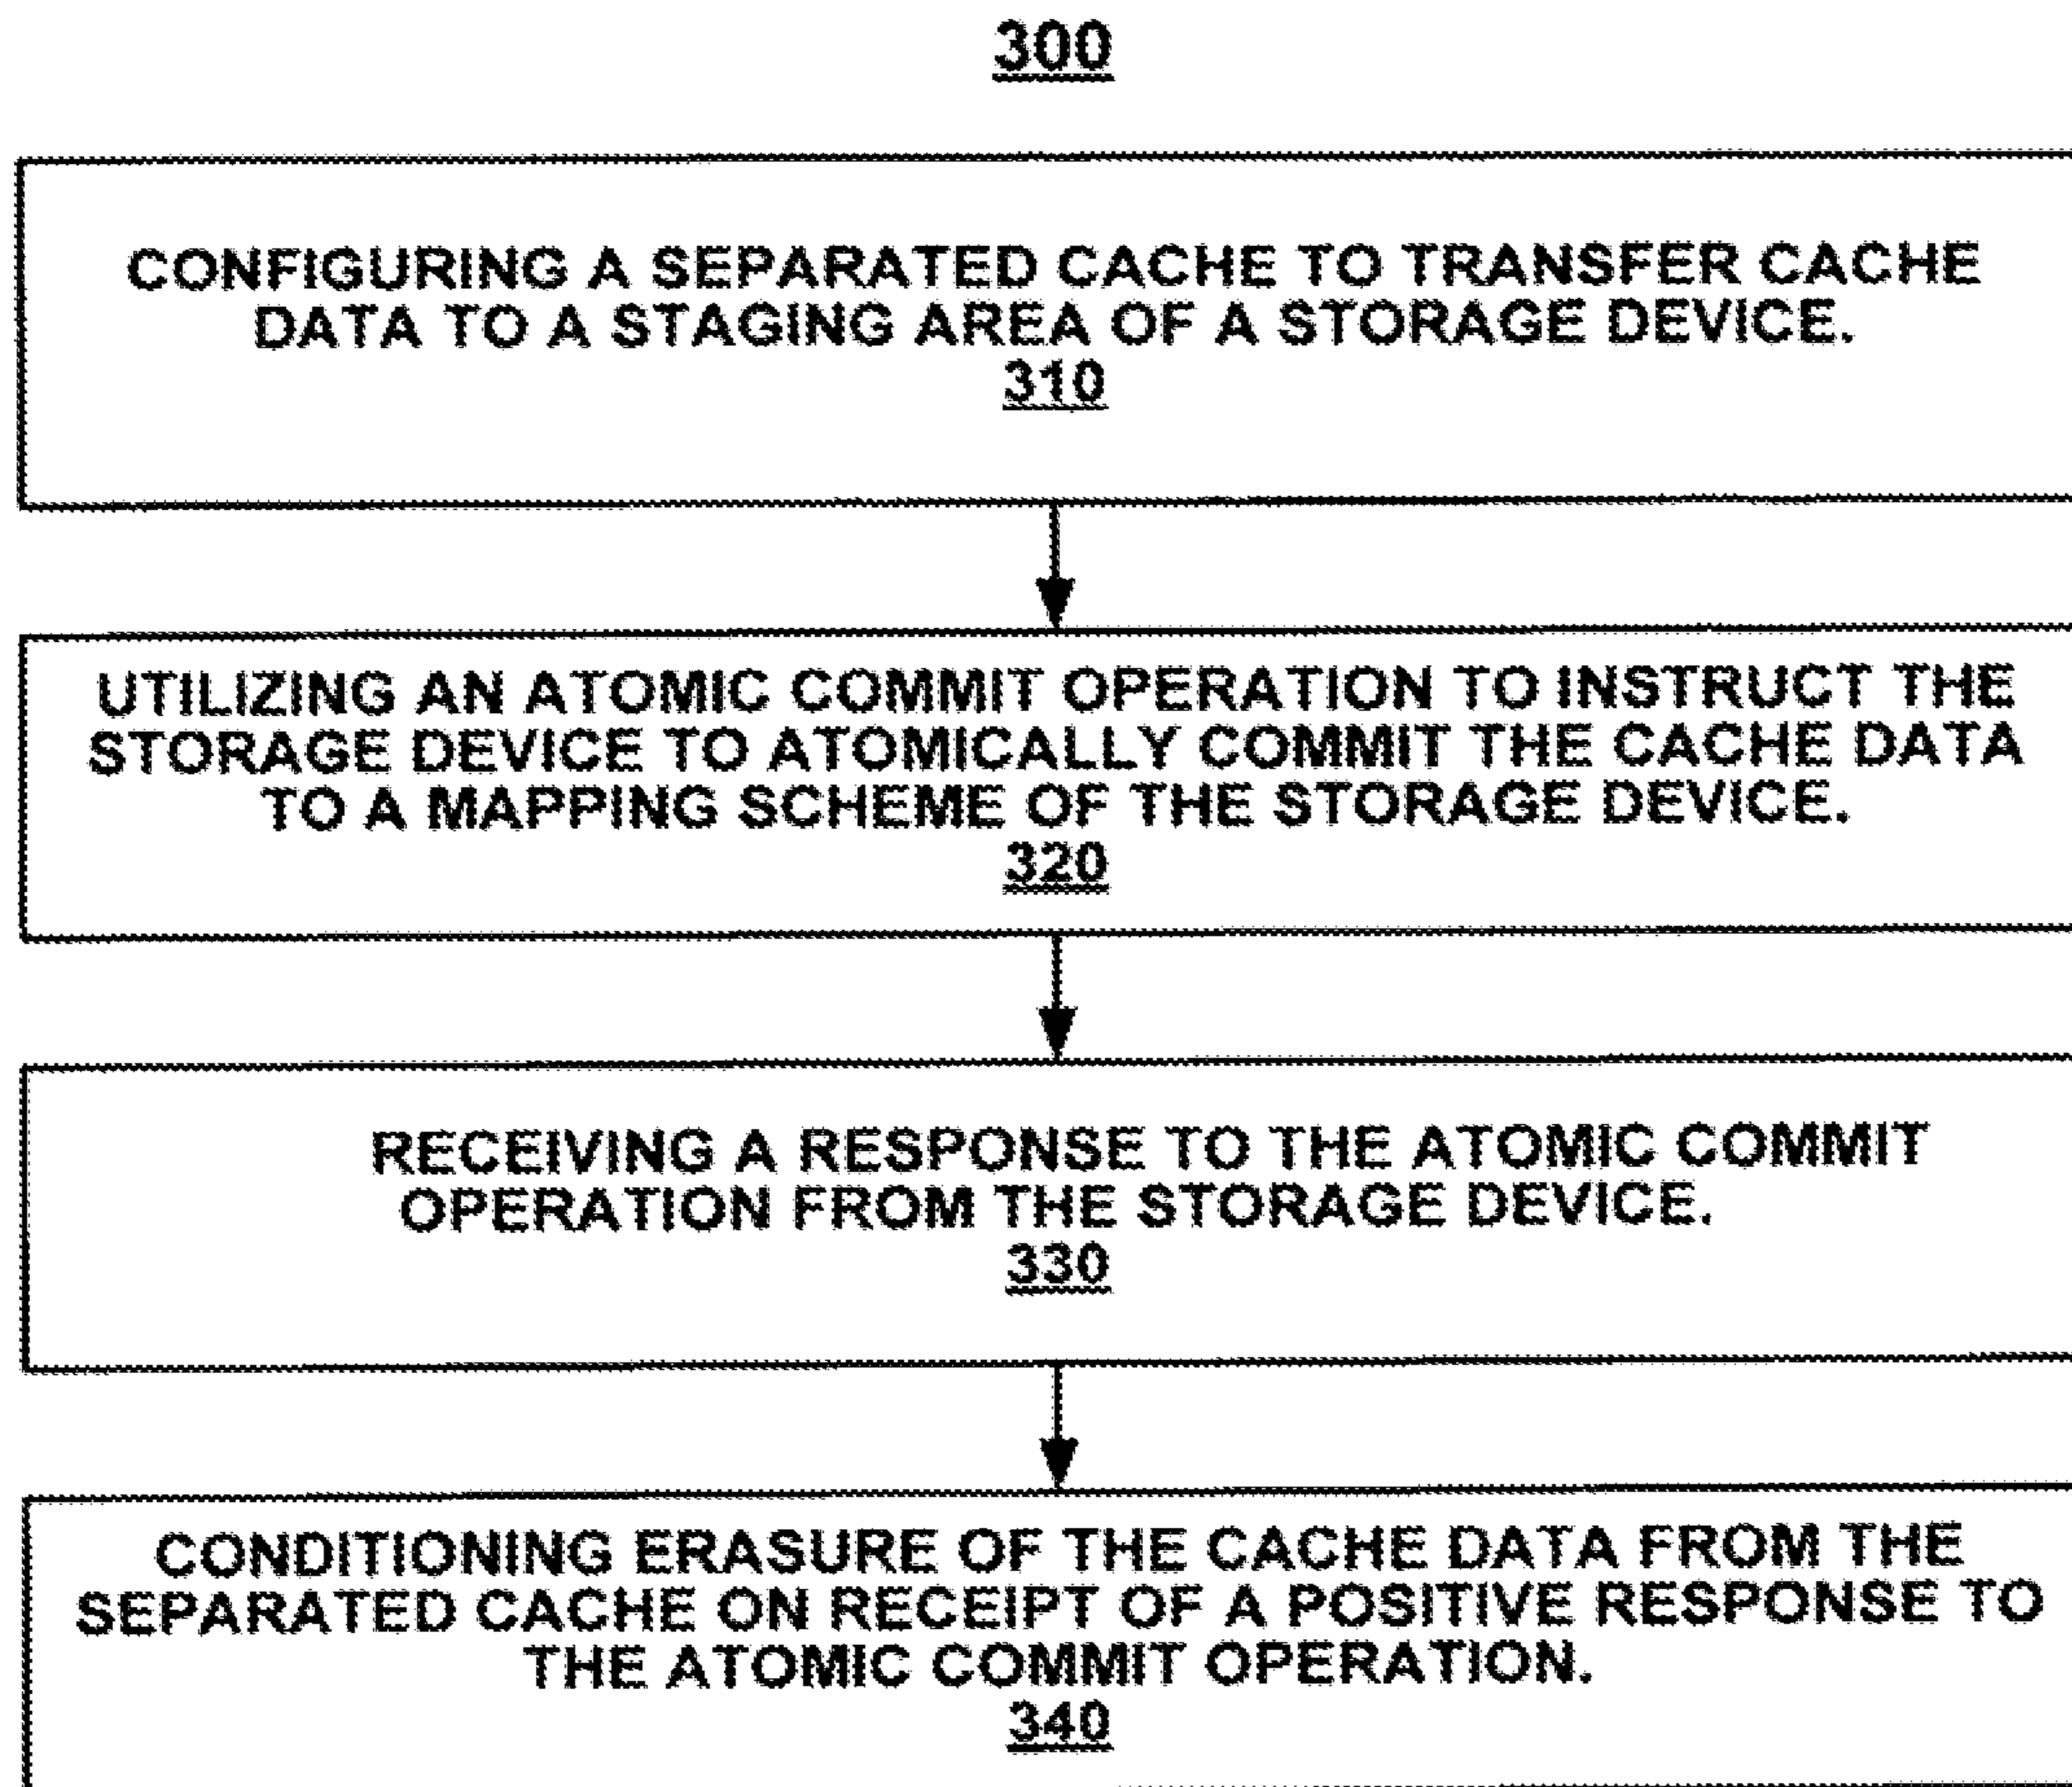 300
CONFIGURING A SEPARATED CACHE TO TRANSFER CACHE
DATA TO A STAGING AREA OF A STORAGE DEVICE.
310
UTILIZING AN ATOMIC COMMIT OPERATION TO INSTRUCT THE
STORAGE DEVICE TO ATOMICALLY COMMIT THE CACHE DATA
TO A MAPPING SCHEME OF THE STORAGE DEVICE.
320
RECEIVING A RESPONSE TO THE ATOMIC COMMIT
OPERATION FROM THE STORAGE DEVICE.
330
CONDITIONING ERASURE OF THE CACHE DATA FROM THE
SEPARATED CACHE ON RECEIPT OF A POSITIVE RESPONSE TO
THE ATOMIC COMMIT OPERATION.
340